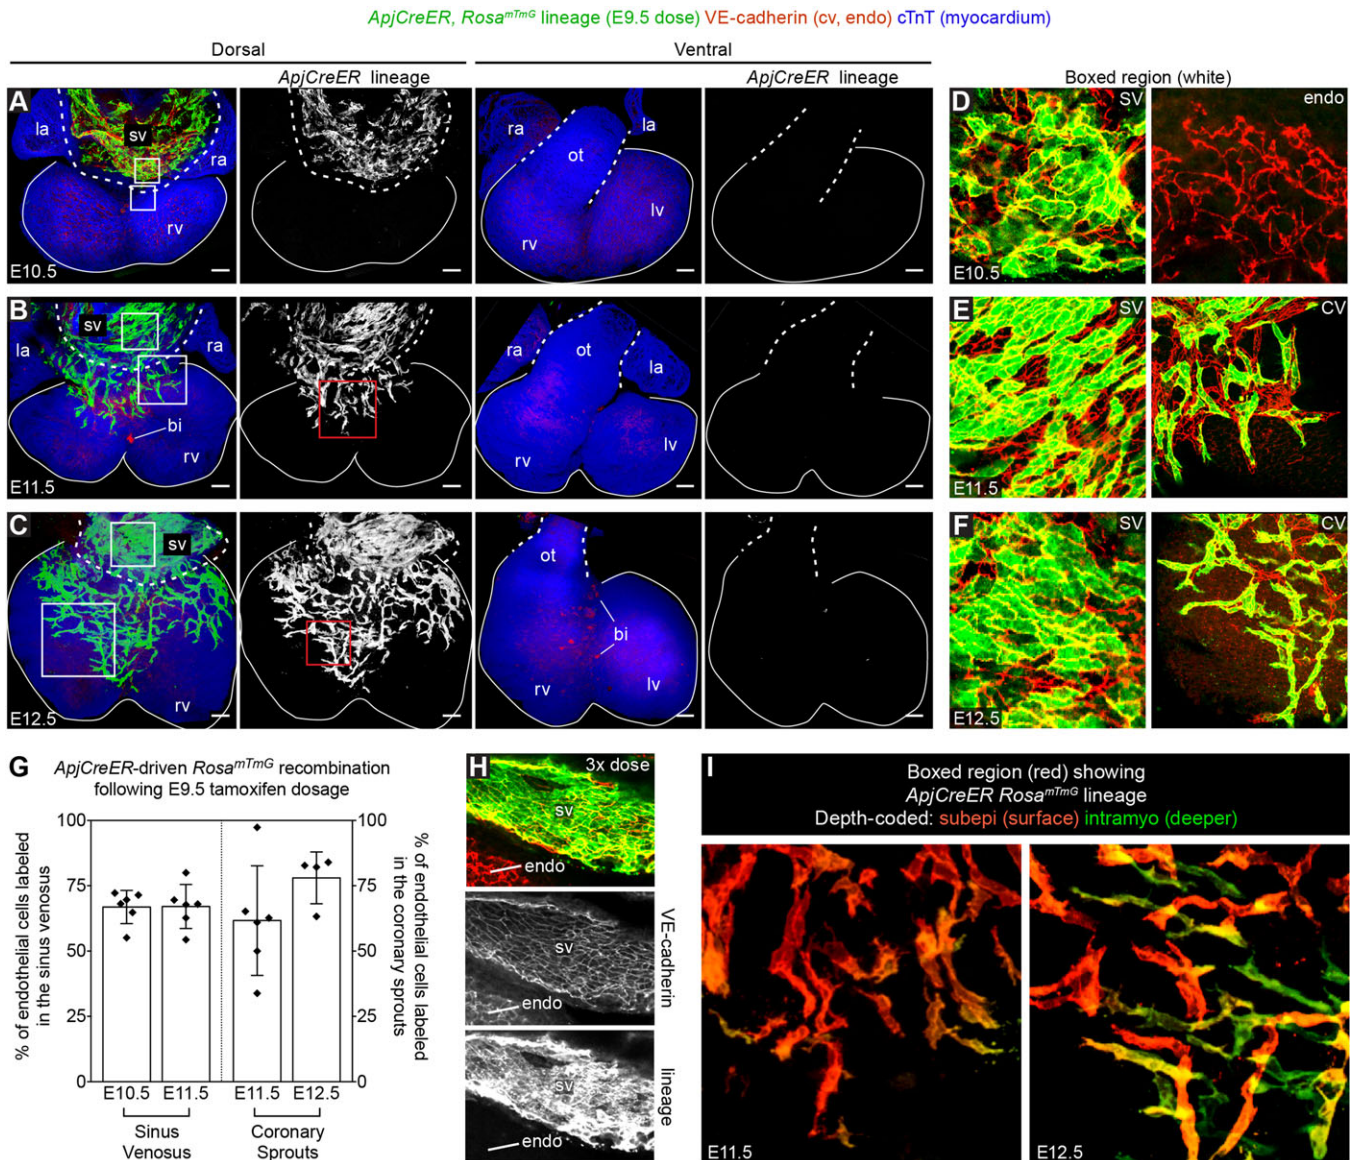 ApjCreER, Rosa^mTmG lineage (E9.5 dose) VE-cadherin (cv, endo) cTnT (myocardium)
Dorsal
Ventral
ApjCreER lineage
ApjCreER lineage
Boxed region (white)
A
la
sv
ra
rv
E10.5
ra
la
ot
lv
rv
D
SV
E10.5
endo
B
sv
la
ra
bi
rv
E11.5
ra
ot
la
rv
lv
E
SV
E11.5
CV
C
sv
rv
E12.5
ot
bi
rv
lv
F
SV
E12.5
CV
G
ApjCreER-driven Rosa^mTmG recombination
following E9.5 tamoxifen dosage
% of endothelial cells labeled
in the sinus venosus
100
75
50
25
0
100
75
50
25
0
% of endothelial cells labeled
in the coronary sprouts
E10.5 E11.5 E11.5 E12.5
Sinus
Venosus
Coronary
Sprouts
H
3x dose
sv
endo
sv
endo
VE-cadherin
sv
endo
lineage
I
Boxed region (red) showing
ApjCreER Rosa^mTmG lineage
Depth-coded: subepi (surface) intramyo (deeper)
E11.5
E12.5